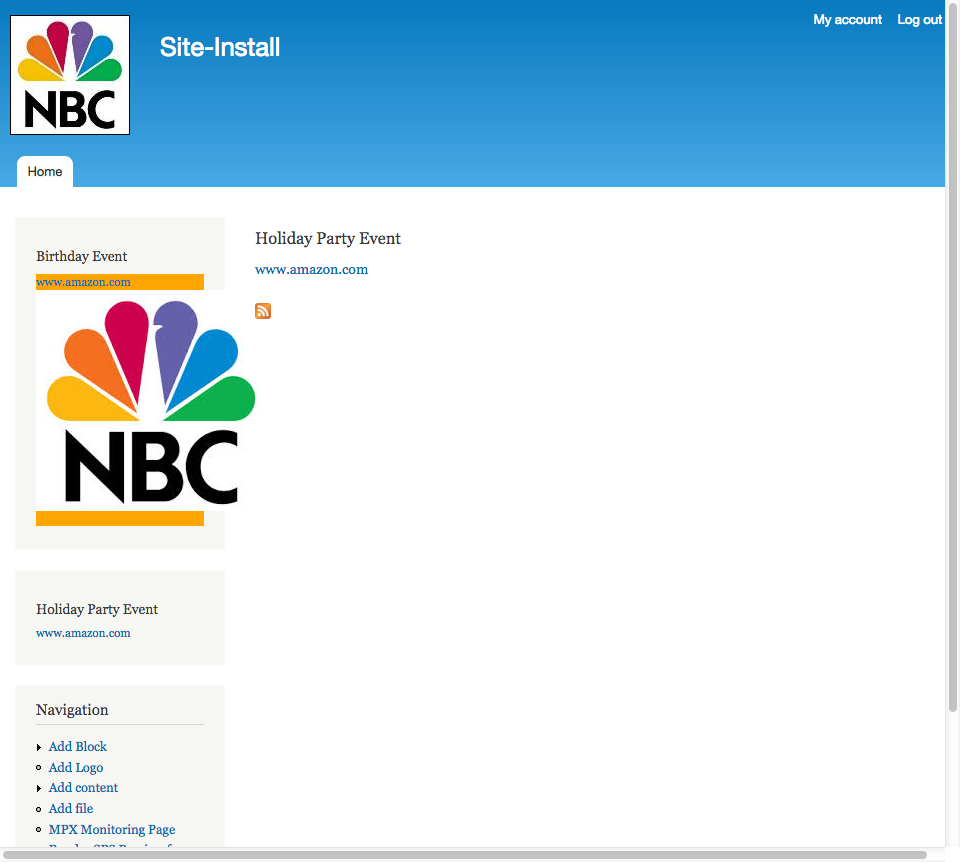 My account Log out
NBC
Site-Install
Home
Birthday Event
www.amazon.com
NBC
Holiday Party Event
www.amazon.com
Navigation
Add Block
Add Logo
Add content
Add file
MPX Monitoring Page
Holiday Party Event
www.amazon.com